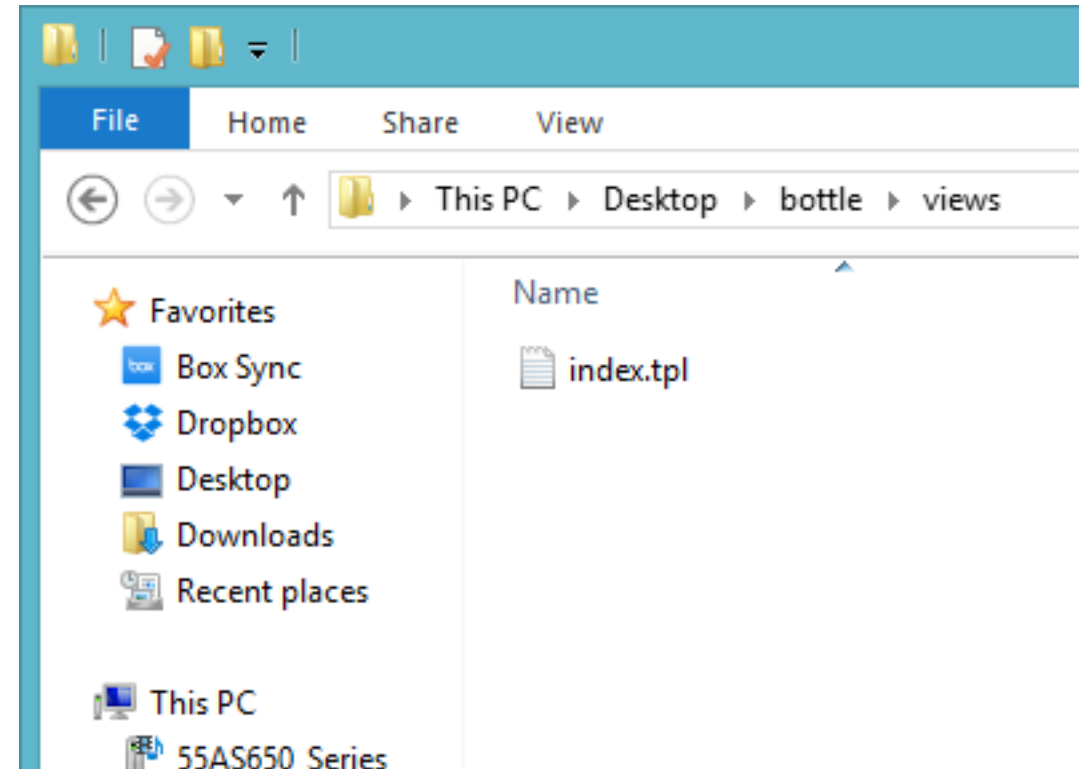 File Home Share View
This PC Desktop bottle views
Name
index.tpl
Favorites
box Box Sync
Dropbox
Desktop
Downloads
Recent places
This PC
55AS650 Series